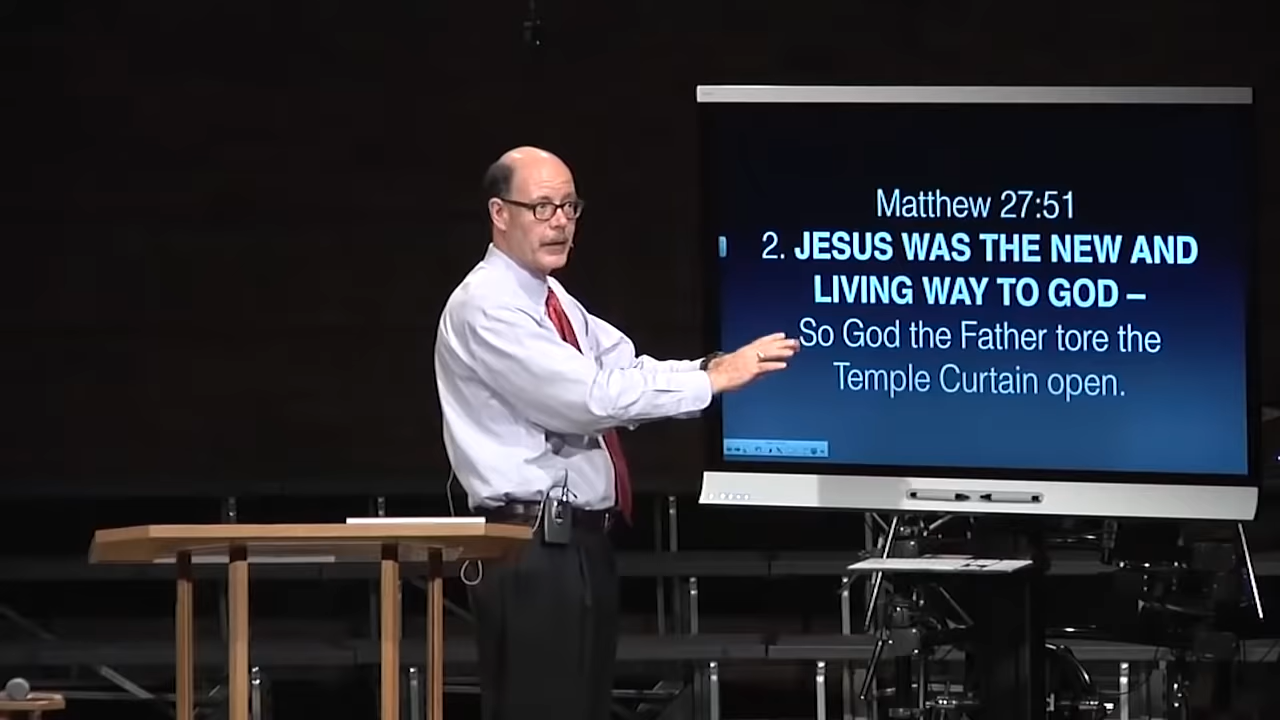 Matthew 27:51
2. JESUS WAS THE NEW AND
LIVING WAY TO GOD –
So God the Father tore the
Temple Curtain open.